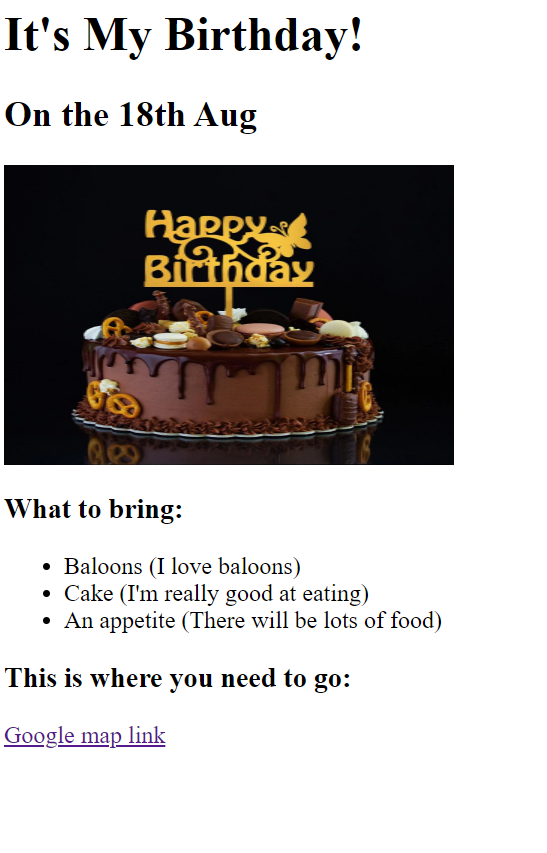 It's My Birthday!
On the 18th Aug
Happy
Birthday
What to bring:
Baloons (I love baloons)
Cake (I'm really good at eating)
An appetite (There will be lots of food)
This is where you need to go:
Google map link